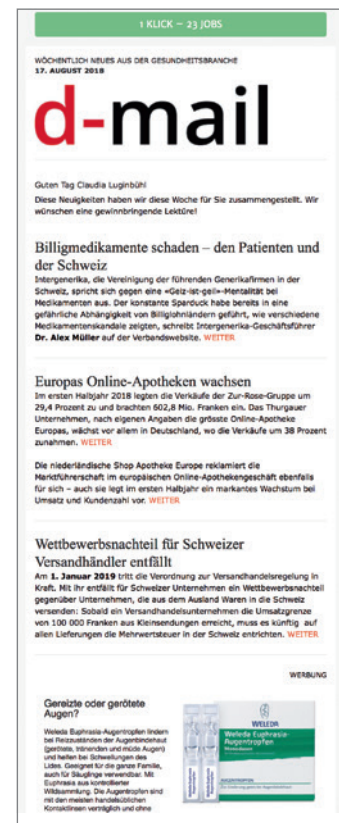 1 KLICK – 23 JOBS
WÖCHENTLICH NEUES AUS DER GESUNDHEITSBRANCHE
17. AUGUST 2018
d-mail
Guten Tag Claudia Luginbühl
Diese Neuigkeiten haben wir diese Woche für Sie zusammengestellt. Wir
wünschen eine gewinnbringende Lektüre!
Billigmedikamente schaden – den Patienten und
der Schweiz
Intergenerika, die Vereinigung der führenden Generikafirmen in der
Schweiz, spricht sich gegen eine «Geiz-ist-geil»-Mentalität bei
Medikamenten aus. Der konstante Sparduck habe bereits in eine
gefährliche Abhängigkeit von Billiglohnländern geführt, wie verschiedene
Medikamentenskandale zeigten, schreibt Intergenerika-Geschäftsführer
Dr. Alex Müller auf der Verbandswebsite. WEITER
Europas Online-Apotheken wachsen
Im ersten Halbjahr 2018 legten die Verkäufe der Zur-Rose-Gruppe um
29,4 Prozent zu und brachten 602,8 Mio. Franken ein. Das Thurgauer
Unternehmen, nach eigenen Angaben die grösste Online-Apotheke
Europas, wächst vor allem in Deutschland, wo die Verkäufe um 38 Prozent
zunahmen. WEITER
Die niederländische Shop Apotheke Europe reklamiert die
Marktführerschaft im europäischen Online-Apothekengeschäft ebenfalls
für sich – auch sie legt im ersten Halbjahr ein markantes Wachstum bei
Umsatz und Kundenzahl vor. WEITER
Wettbewerbsnachteil für Schweizer
Versandhändler entfällt
Am 1. Januar 2019 tritt die Verordnung zur Versandhandelsregelung in
Kraft. Mit ihr entfällt für Schweizer Unternehmen ein Wettbewerbsnachteil
gegenüber Unternehmen, die aus dem Ausland Waren in die Schweiz
versenden: Sobald ein Versandhandelsunternehmen die Umsatzgrenze
von 100 000 Franken aus Kleinsendungen erreicht, muss es künftig auf
allen Lieferungen die Mehrwertsteuer in der Schweiz entrichten. WEITER
WERBUNG
Gereizte oder gerötete
Augen?
Weleda Euphrasia-Augentropfen lindern
bei Reizzuständen der Augenbindehaut
(gerötete, tränenden und müde Augen)
und helfen bei Schwellungen des
Lides. Geeignet für die ganze Familie,
auch für Säuglinge verwendbar. Mit
Euphrasia aus kontrollierter
Wildsammlung. Die Augentropfen sind
mit den meisten handelsüblichen
Kontaktlinsen verträglich und ohne
WELEDA
Weleda Euphrasia-
Augentropfen
Monodosen
AUGENTROPFEN